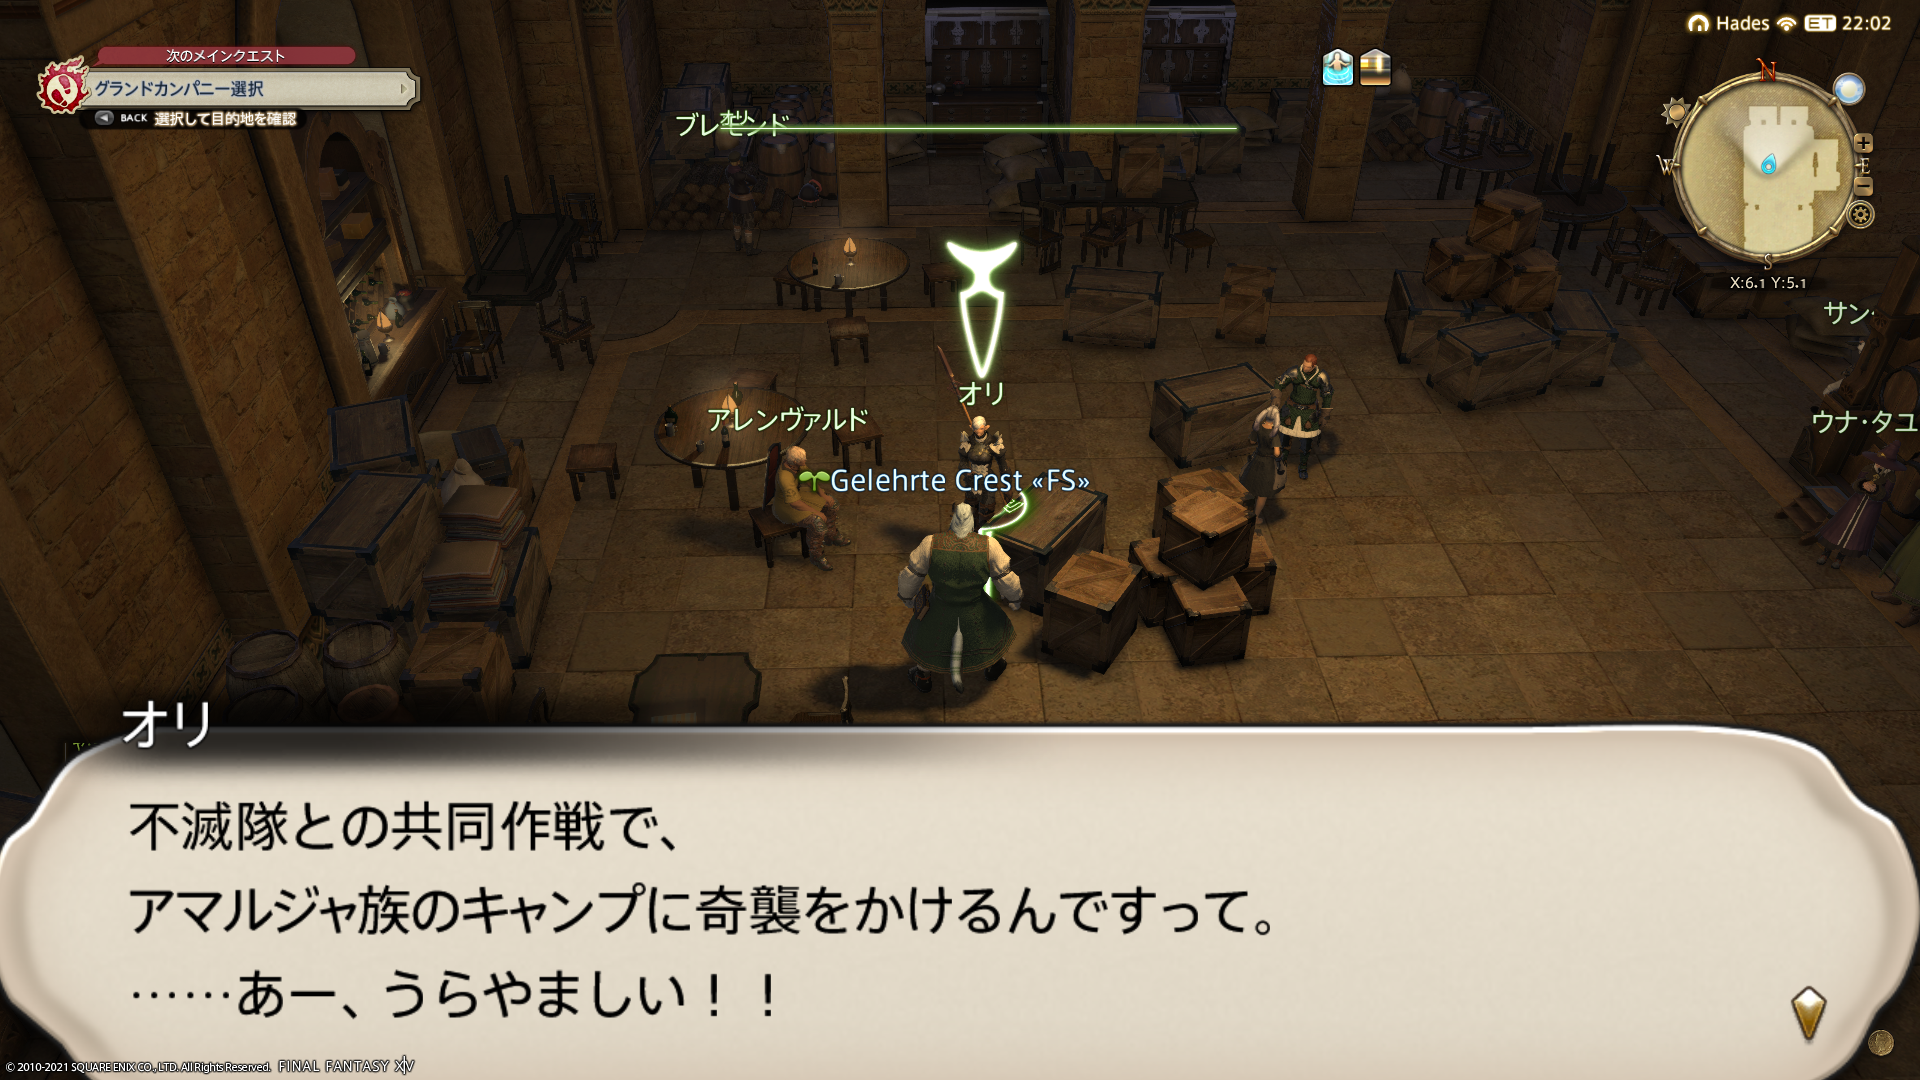 Hades ET 22:02
次のメインクエスト
グランドカンパニー選択
BACK 選択して目的地を確認
N
W
E
S
X:6.1 Y:5.1
ブレモンド
オリ
サン・
オリ
アレンヴァルド
ウナ・タユ
Gelehrte Crest «FS»
オリ
不滅隊との共同作戦で、
アマルジャ族のキャンプに奇襲をかけるんですって。
……あー、うらやましい！！
© 2010-2021 SQUARE ENIX CO., LTD. All Rights Reserved. FINAL FANTASY XIV